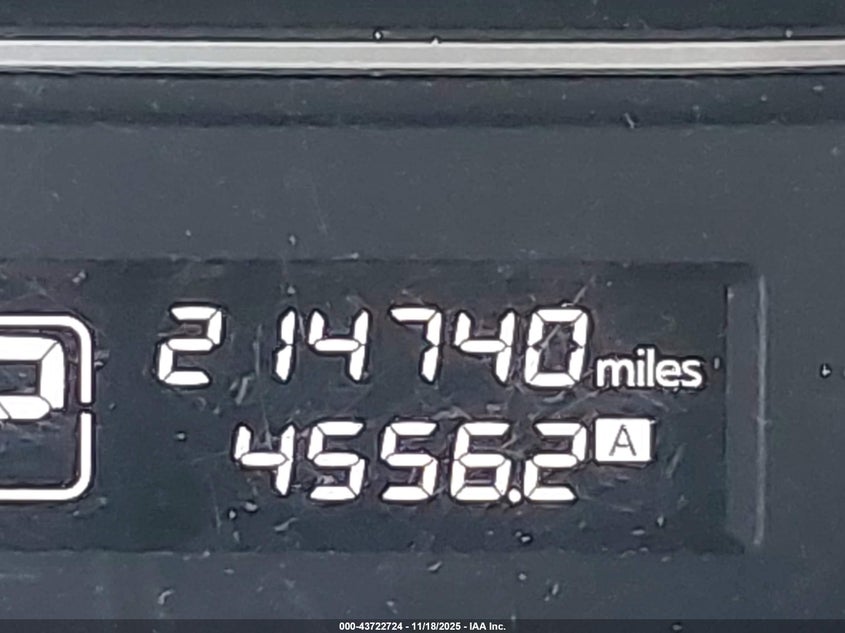 214740 miles
P
4556.2 A
000-43722724 - 11/18/2025 - IAA Inc.